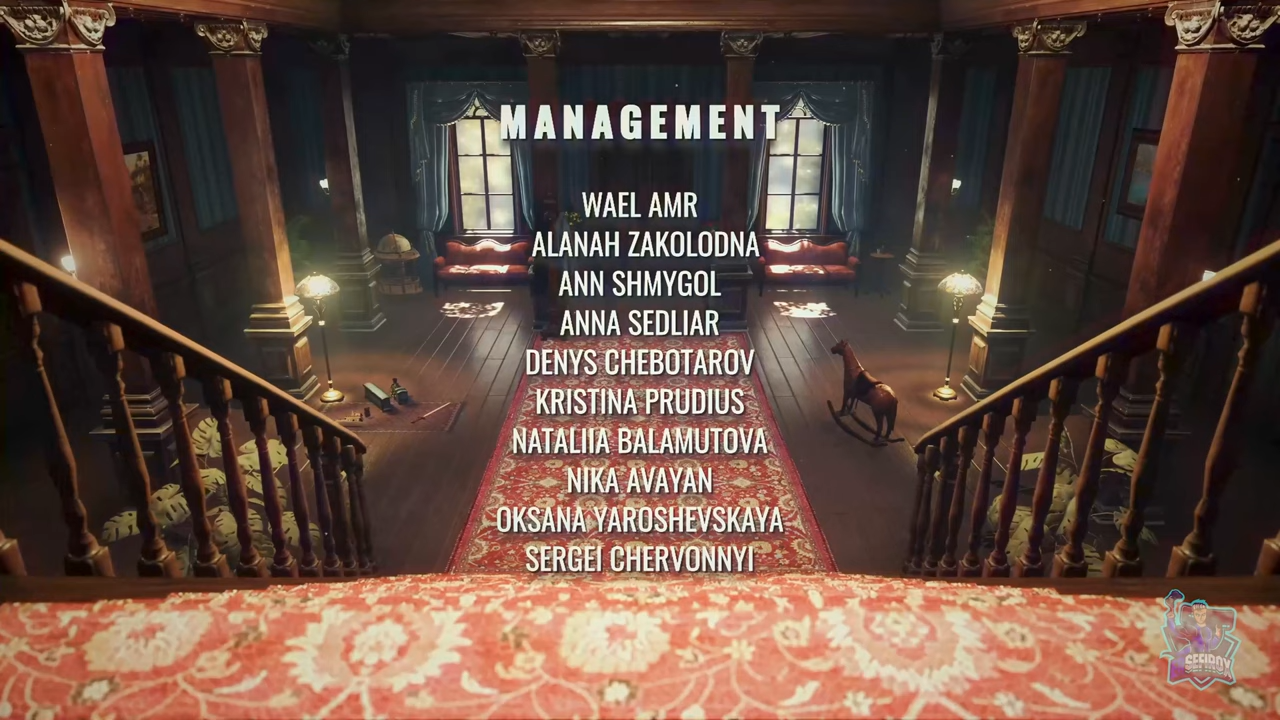 MANAGEMENT
WAEL AMR
ALANAH ZAKOLODNA
ANN SHMYGOL
ANNA SEDLIAR
DENYS CHEBOTAROV
KRISTINA PRUDIUS
NATALIIA BALAMUTOVA
NIKA AVAYAN
OKSANA YAROSHEVSKAYA
SERGEI CHERVONNYI
SEFIROX